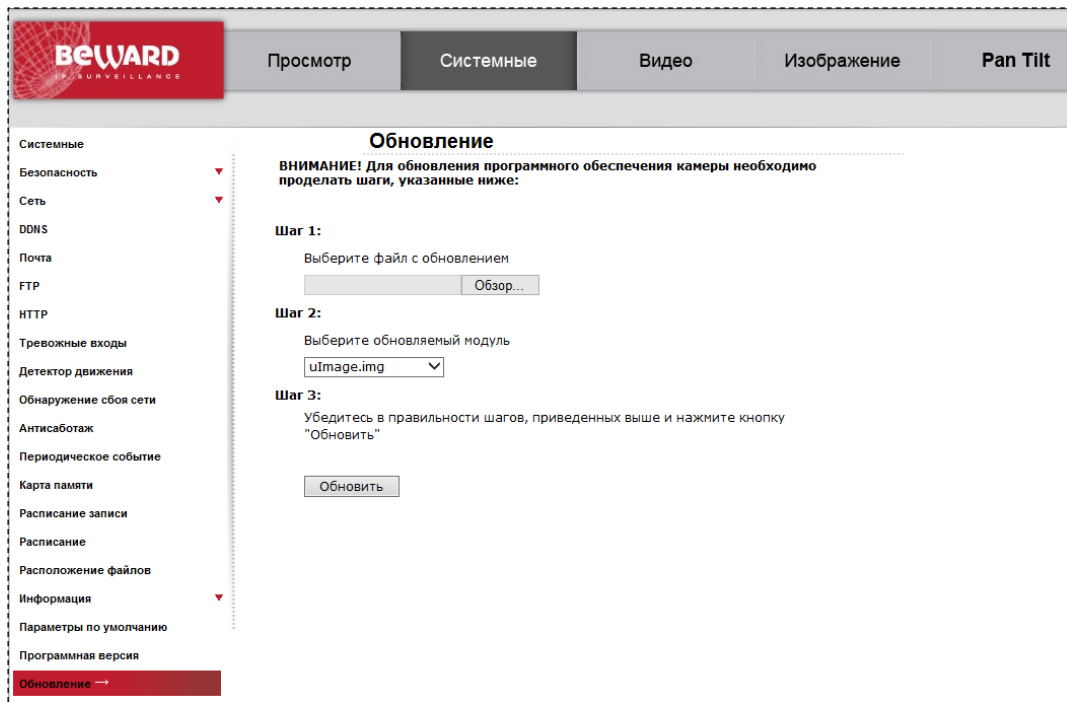 BEWARD
IP SURVEILLANCE
Просмотр
Системные
Видео
Изображение
Pan Tilt
Системные
Безопасность
Сеть
DDNS
Почта
FTP
HTTP
Тревожные входы
Детектор движения
Обнаружение сбоя сети
Антисаботаж
Периодическое событие
Карта памяти
Расписание записи
Расписание
Расположение файлов
Информация
Параметры по умолчанию
Программная версия
Обновление →
Обновление
ВНИМАНИЕ! Для обновления программного обеспечения камеры необходимо
проделать шаги, указанные ниже:
Шаг 1:
Выберите файл с обновлением
Обзор...
Шаг 2:
Выберите обновляемый модуль
uImage.img
Шаг 3:
Убедитесь в правильности шагов, приведенных выше и нажмите кнопку
"Обновить"
Обновить